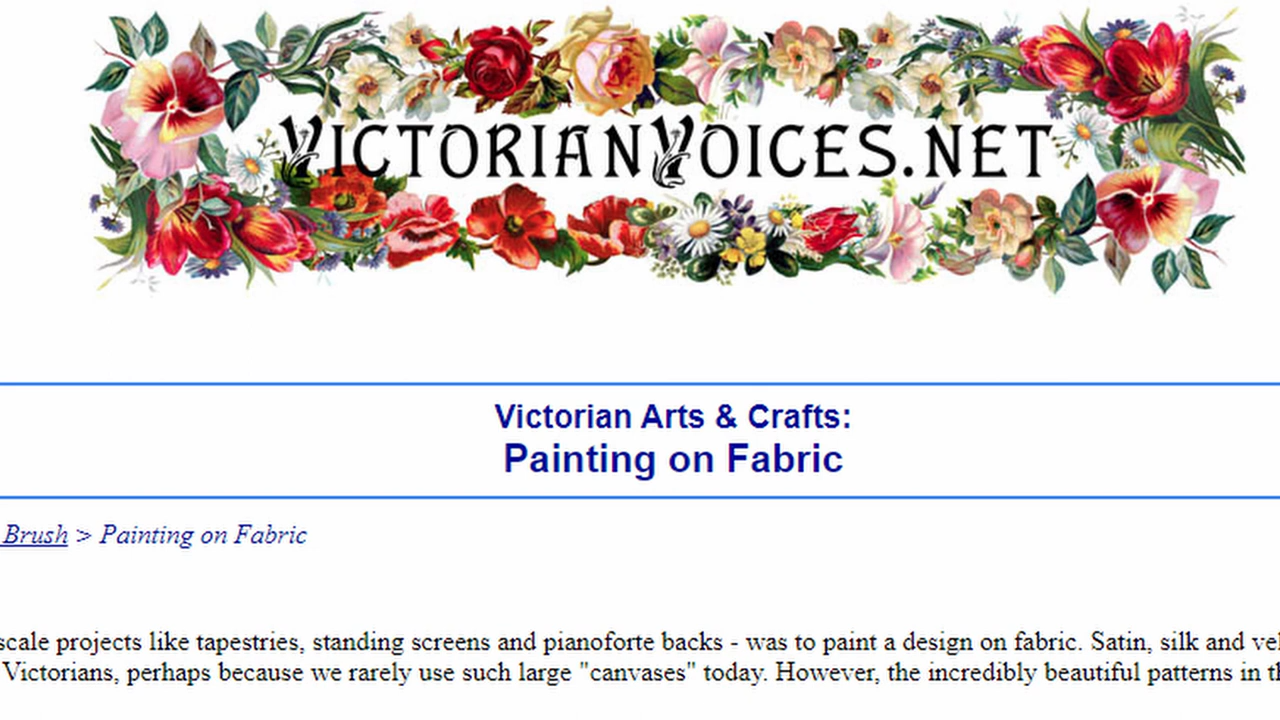 VICTORIANVOICES.NET
Victorian Arts & Crafts:
Painting on Fabric
Brush > Painting on Fabric
scale projects like tapestries, standing screens and pianoforte backs - was to paint a design on fabric. Satin, silk and
Victorians, perhaps because we rarely use such large "canvases" today. However, the incredibly beautiful patterns in